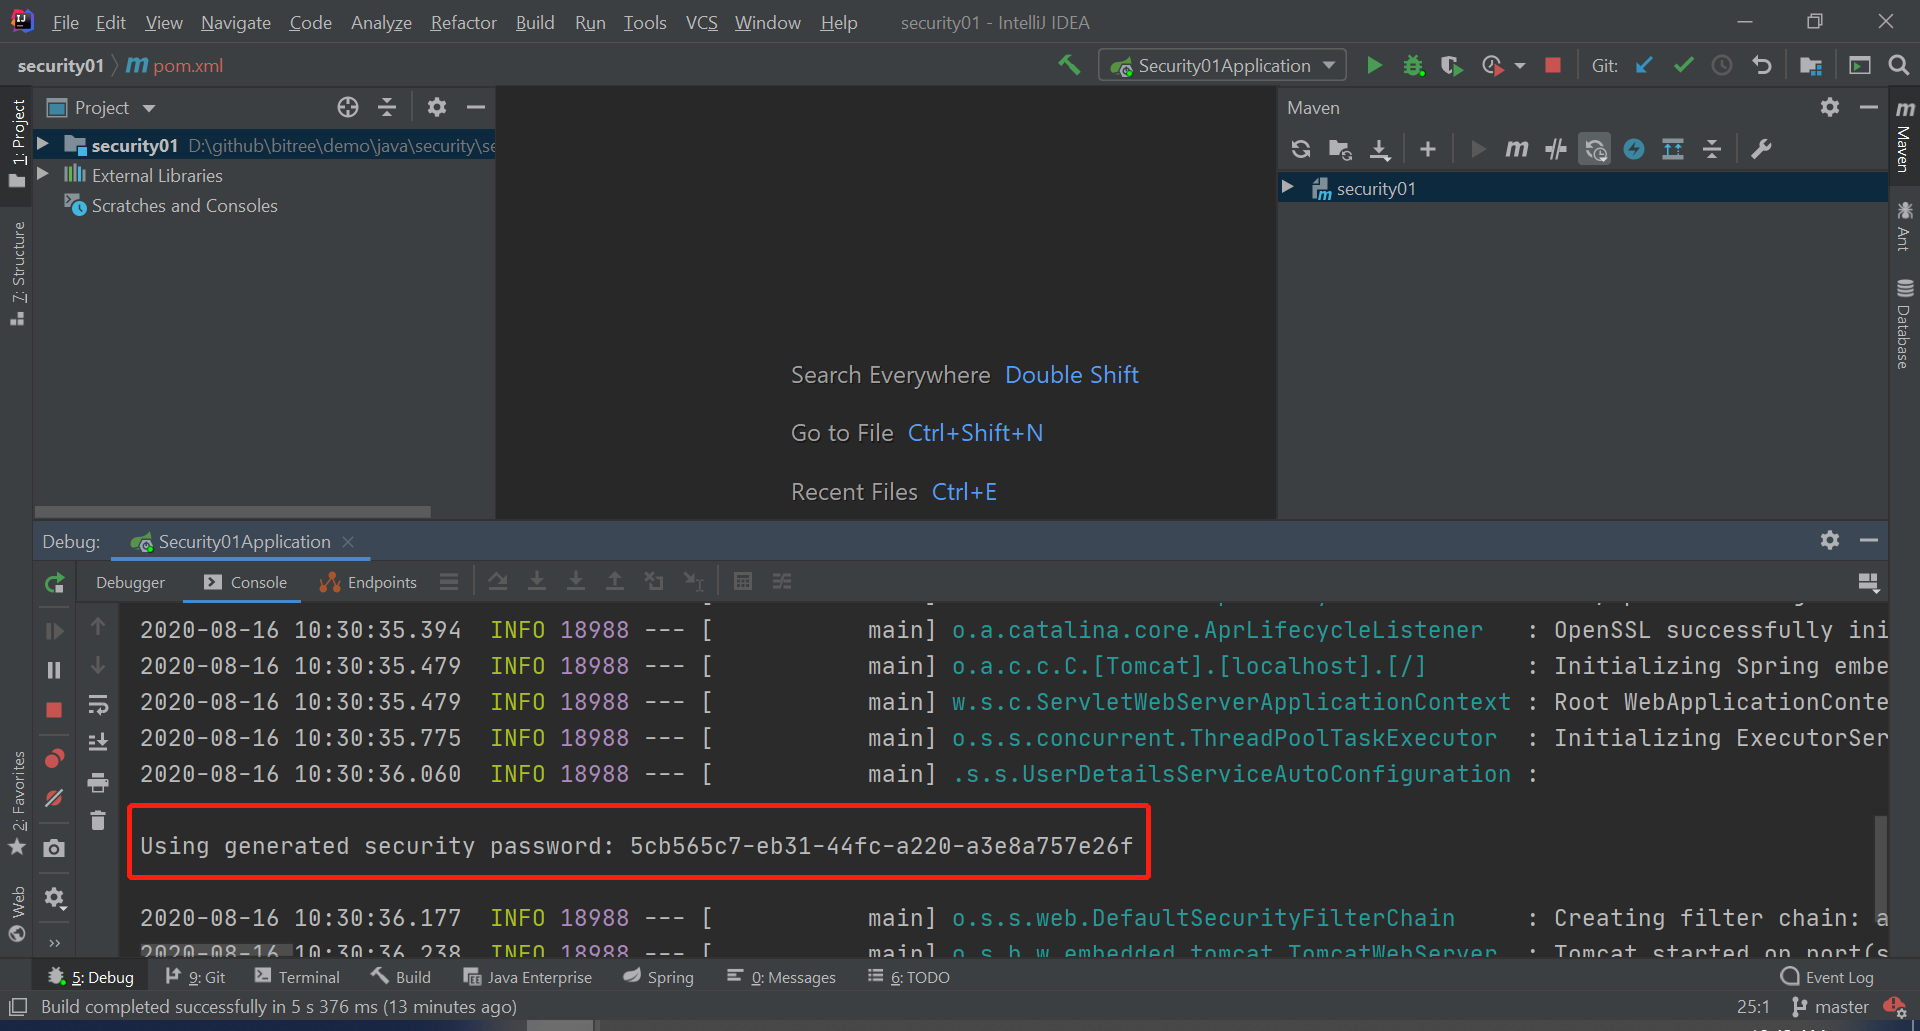 File Edit View Navigate Code Analyze Refactor Build Run Tools VCS Window Help security01 - IntelliJ IDEA
security01 pom.xml Security01Application Git:
Project
Maven
1: Project
security01 D:\github\bitree\demo\java\security\se
External Libraries
Scratches and Consoles
security01
Maven
Ant
Database
7: Structure
Search Everywhere Double Shift
Go to File Ctrl+Shift+N
Recent Files Ctrl+E
Debug: Security01Application
Debugger Console Endpoints
2020-08-16 10:30:35.394 INFO 18988 --- [ main] o.a.catalina.core.AprLifecycleListener : OpenSSL successfully ini
2020-08-16 10:30:35.479 INFO 18988 --- [ main] o.a.c.c.C.[Tomcat].[localhost].[/] : Initializing Spring embe
2020-08-16 10:30:35.479 INFO 18988 --- [ main] w.s.c.ServletWebServerApplicationContext : Root WebApplicationConte
2020-08-16 10:30:35.775 INFO 18988 --- [ main] o.s.s.concurrent.ThreadPoolTaskExecutor : Initializing ExecutorSer
2020-08-16 10:30:36.060 INFO 18988 --- [ main] .s.s.UserDetailsServiceAutoConfiguration :
Using generated security password: 5cb565c7-eb31-44fc-a220-a3e8a757e26f
2020-08-16 10:30:36.177 INFO 18988 --- [ main] o.s.s.web.DefaultSecurityFilterChain : Creating filter chain: a
2020-08-16 10:30:36.238 INFO 18988 --- [ main] o.s.b.w.embedded.tomcat.TomcatWebServer : Tomcat started on port(s
2: Favorites
Web
5: Debug 9: Git Terminal Build Java Enterprise Spring 0: Messages 6: TODO Event Log
Build completed successfully in 5 s 376 ms (13 minutes ago) 25:1 master